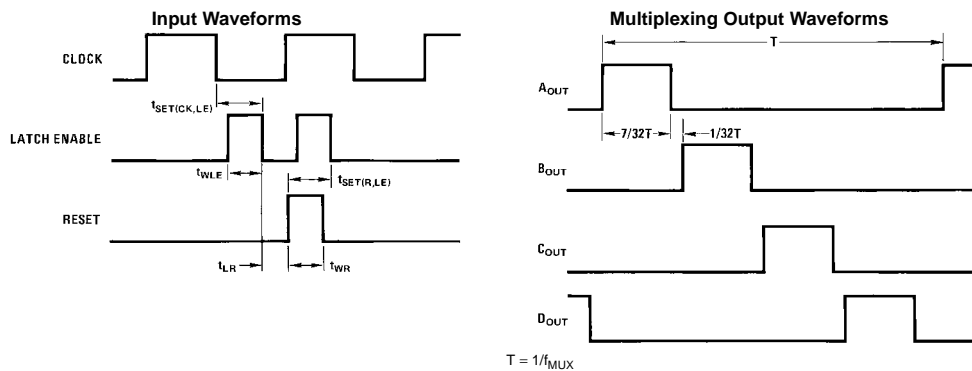 Input Waveforms
CLOCK
tSET(CK,LE)
LATCH ENABLE
tWLE
tSET(R,LE)
RESET
tLR
tWR
Multiplexing Output Waveforms
T
AOUT
7/32T
1/32T
BOUT
COUT
DOUT
T = 1/fMUX